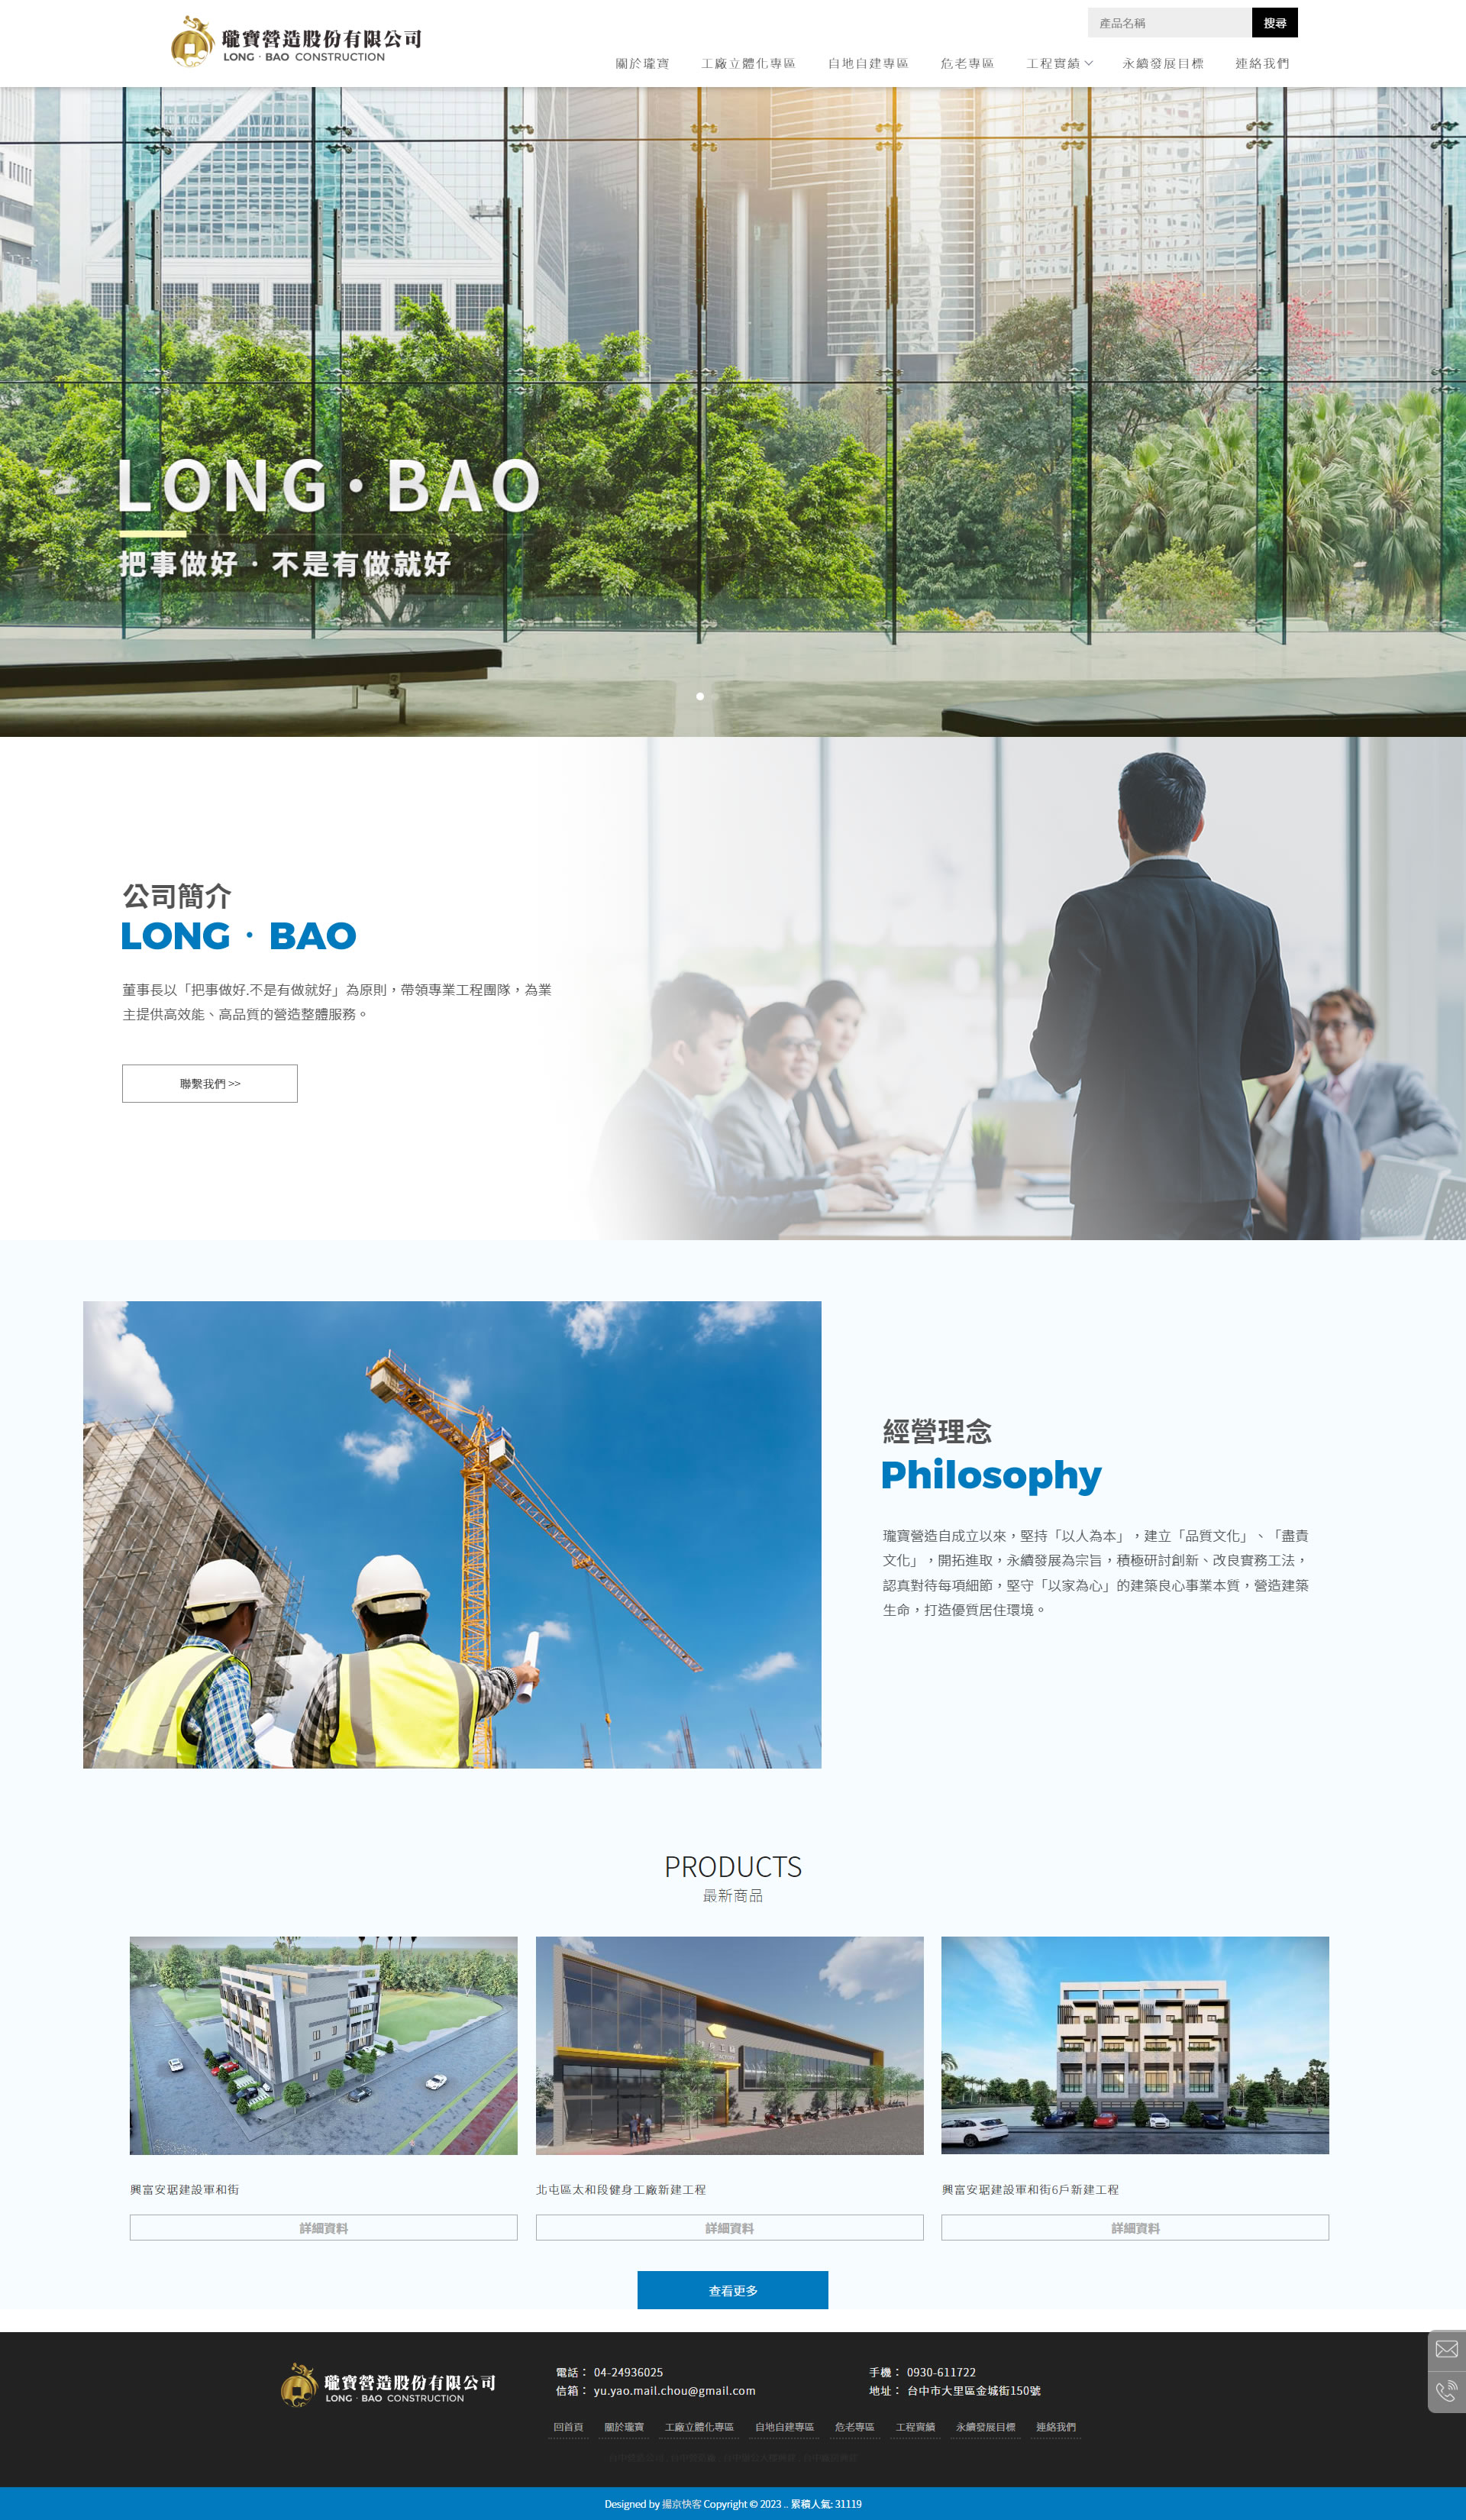 瓏寶營造股份有限公司
LONG · BAO CONSTRUCTION
產品名稱
搜尋
關於瓏寶 工廠立體化專區 自地自建專區 危老專區 工程實績 永續發展目標 連絡我們
LONG·BAO
把事做好·不是有做就好
公司簡介
LONG · BAO
董事長以「把事做好.不是有做就好」為原則，帶領專業工程團隊，為業
主提供高效能、高品質的營造整體服務。
聯繫我們 >>
經營理念
Philosophy
瓏寶營造自成立以來，堅持「以人為本」，建立「品質文化」、「盡責
文化」，開拓進取，永續發展為宗旨，積極研討創新、改良實務工法，
認真對待每項細節，堅守「以家為心」的建築良心事業本質，營造建築
生命，打造優質居住環境。
PRODUCTS
最新商品
興富安琚建設軍和街
北屯區太和段健身工廠新建工程
興富安琚建設軍和街6戶新建工程
詳細資料
詳細資料
詳細資料
查看更多
瓏寶營造股份有限公司
LONG · BAO CONSTRUCTION
電話： 04-24936025
手機： 0930-611722
信箱： yu.yao.mail.chou@gmail.com
地址： 台中市大里區金城街150號
回首頁 關於瓏寶 工廠立體化專區 自地自建專區 危老專區 工程實績 永續發展目標 連絡我們
Designed by 揚京快客 Copyright © 2023 .. 累積人氣: 31119